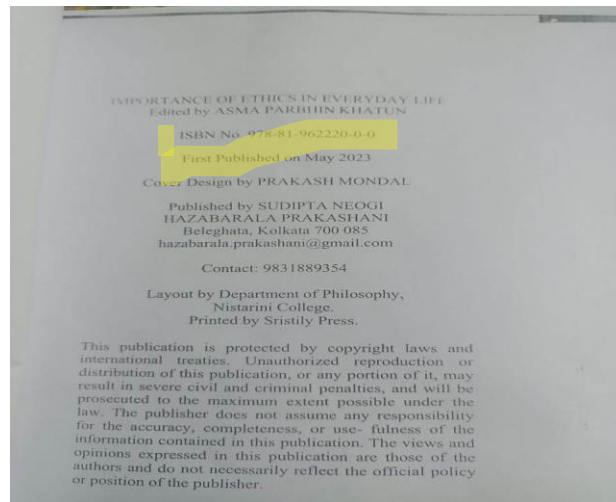 IMPORTANCE OF ETHICS IN EVERYDAY LIFE
Edited by ASMA PARBHIN KHATUN
ISBN No. 978-81-962220-0-0
First Published on May 2023
Cover Design by PRAKASH MONDAL
Published by SUDIPTA NEOGI
HAZABARALA PRAKASHANI
Beleghata, Kolkata 700 085
hazabarala.prakashani@gmail.com
Contact: 9831889354
Layout by Department of Philosophy,
Nistarini College.
Printed by Sristily Press.
This publication is protected by copyright laws and
international treaties. Unauthorized reproduction or
distribution of this publication, or any portion of it, may
result in severe civil and criminal penalties, and will be
prosecuted to the maximum extent possible under the
law. The publisher does not assume any responsibility
for the accuracy, completeness, or use- fulness of the
information contained in this publication. The views and
opinions expressed in this publication are those of the
authors and do not necessarily reflect the official policy
or position of the publisher.